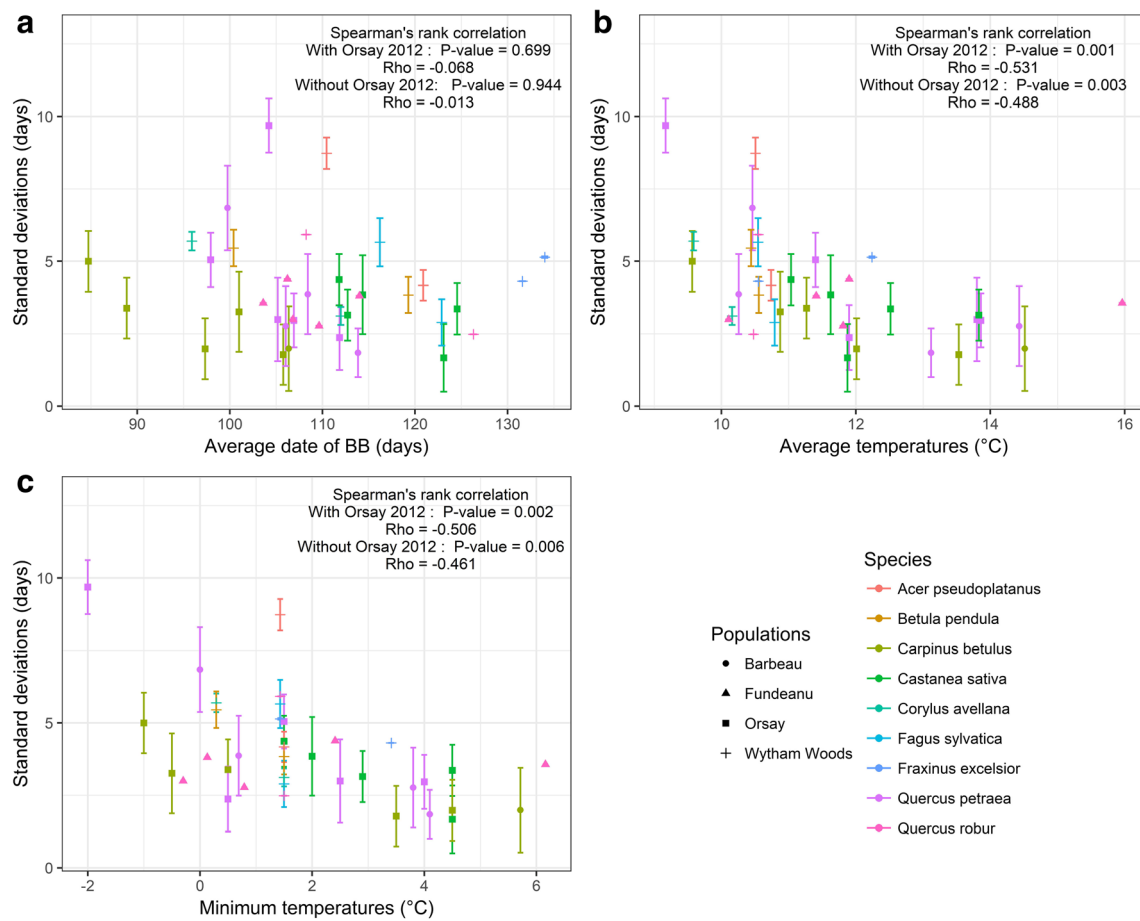 a
Spearman's rank correlation
With Orsay 2012 : P-value = 0.699
Rho = -0.068
Without Orsay 2012: P-value = 0.944
Rho = -0.013
Standard deviations (days)
10
5
0
90
100
110
120
130
Average date of BB (days)
b
Spearman's rank correlation
With Orsay 2012 : P-value = 0.001
Rho = -0.531
Without Orsay 2012 : P-value = 0.003
Rho = -0.488
Standard deviations (days)
10
5
0
10
12
14
16
Average temperatures (°C)
c
Spearman's rank correlation
With Orsay 2012 : P-value = 0.002
Rho = -0.506
Without Orsay 2012 : P-value = 0.006
Rho = -0.461
Standard deviations (days)
10
5
0
-2
0
2
4
6
Minimum temperatures (°C)
Populations
Barbeau
Fundeanu
Orsay
Wytham Woods
Species
Acer pseudoplatanus
Betula pendula
Carpinus betulus
Castanea sativa
Corylus avellana
Fagus sylvatica
Fraxinus excelsior
Quercus petraea
Quercus robur